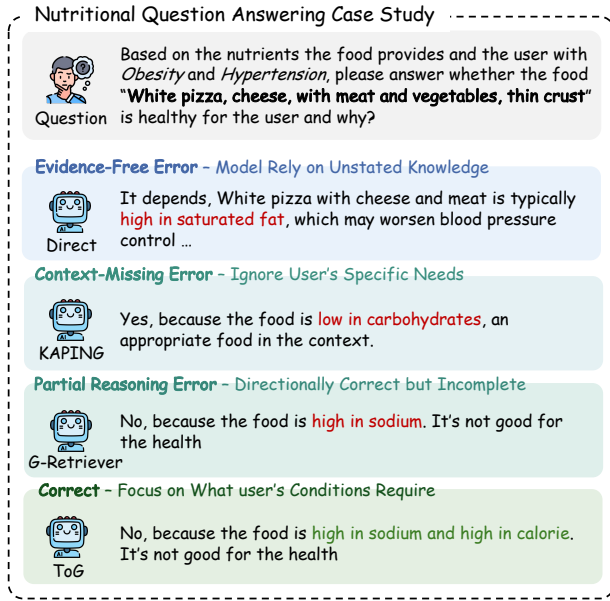 Nutritional Question Answering Case Study
Based on the nutrients the food provides and the user with
Obesity and Hypertension, please answer whether the food
“White pizza, cheese, with meat and vegetables, thin crust”
is healthy for the user and why?
Question
Evidence-Free Error – Model Rely on Unstated Knowledge
It depends, White pizza with cheese and meat is typically
high in saturated fat, which may worsen blood pressure
control …
AI
Direct
Context-Missing Error – Ignore User’s Specific Needs
Yes, because the food is low in carbohydrates, an
appropriate food in the context.
AI
KAPING
Partial Reasoning Error – Directionally Correct but Incomplete
No, because the food is high in sodium. It’s not good for
the health
AI
G-Retriever
Correct – Focus on What user’s Conditions Require
No, because the food is high in sodium and high in calorie.
It’s not good for the health
AI
ToG